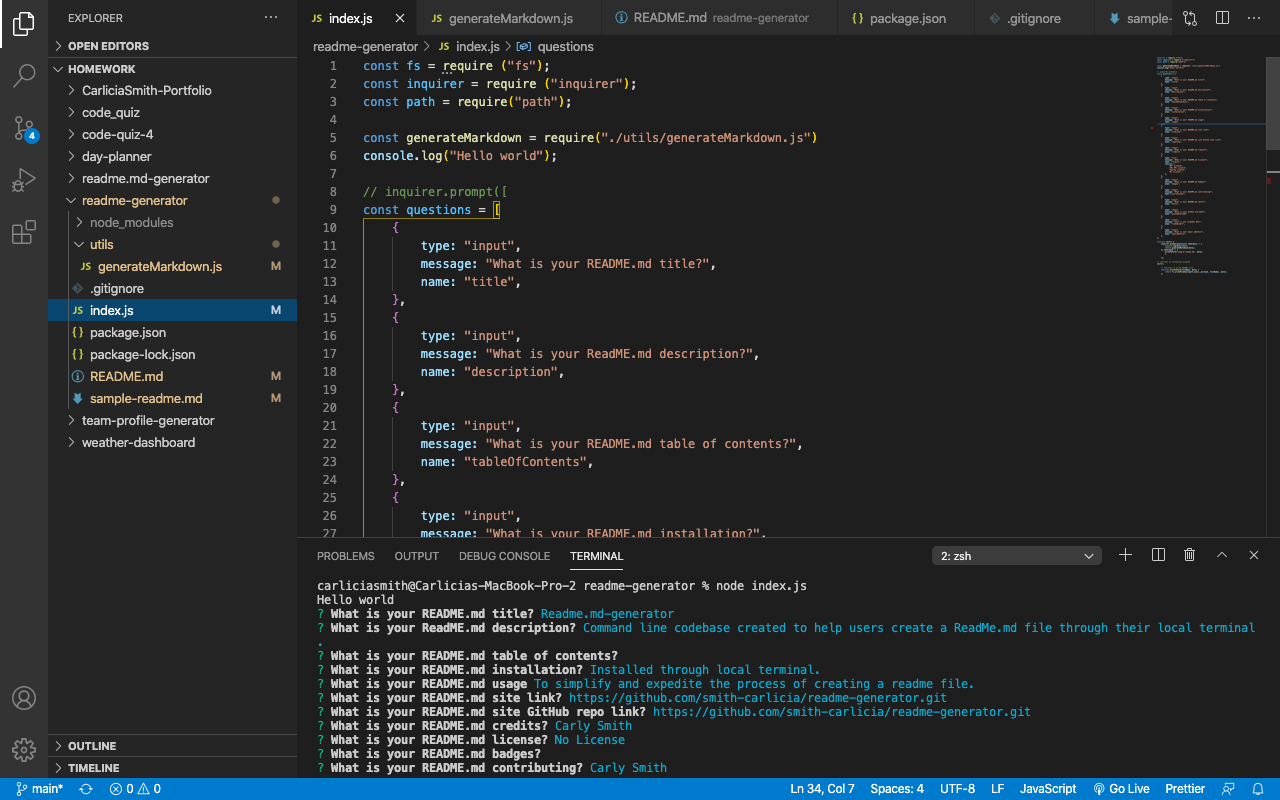 EXPLORER
OPEN EDITORS
HOMEWORK
CarliciaSmith-Portfolio
code_quiz
code-quiz-4
day-planner
readme.md-generator
readme-generator
node_modules
utils
JS generateMarkdown.js M
.gitignore
JS index.js M
{} package.json
{} package-lock.json
README.md M
sample-readme.md M
team-profile-generator
weather-dashboard
OUTLINE
TIMELINE
4
JS index.js JS generateMarkdown.js README.md readme-generator {} package.json .gitignore sample-
readme-generator > JS index.js > questions
1 const fs = require ("fs");
2 const inquirer = require ("inquirer");
3 const path = require("path");
4
5 const generateMarkdown = require("./utils/generateMarkdown.js")
6 console.log("Hello world");
7
8 // inquirer.prompt([
9 const questions = [
10 {
11 type: "input",
12 message: "What is your README.md title?",
13 name: "title",
14 },
15 {
16 type: "input",
17 message: "What is your ReadME.md description?",
18 name: "description",
19 },
20 {
21 type: "input",
22 message: "What is your README.md table of contents?",
23 name: "tableOfContents",
24 },
25 {
26 type: "input",
27 message: "What is your README.md installation?",
PROBLEMS OUTPUT DEBUG CONSOLE TERMINAL 2: zsh
carliciasmith@Carlicias-MacBook-Pro-2 readme-generator % node index.js
Hello world
? What is your README.md title? Readme.md-generator
? What is your ReadME.md description? Command line codebase created to help users create a ReadMe.md file through their local terminal
.
? What is your README.md table of contents?
? What is your README.md installation? Installed through local terminal.
? What is your README.md usage To simplify and expedite the process of creating a readme file.
? What is your README.md site link? https://github.com/smith-carlicia/readme-generator.git
? What is your README.md site GitHub repo link? https://github.com/smith-carlicia/readme-generator.git
? What is your README.md credits? Carly Smith
? What is your README.md license? No License
? What is your README.md badges?
? What is your README.md contributing? Carly Smith
main* 0 0 Ln 34, Col 7 Spaces: 4 UTF-8 LF JavaScript Go Live Prettier